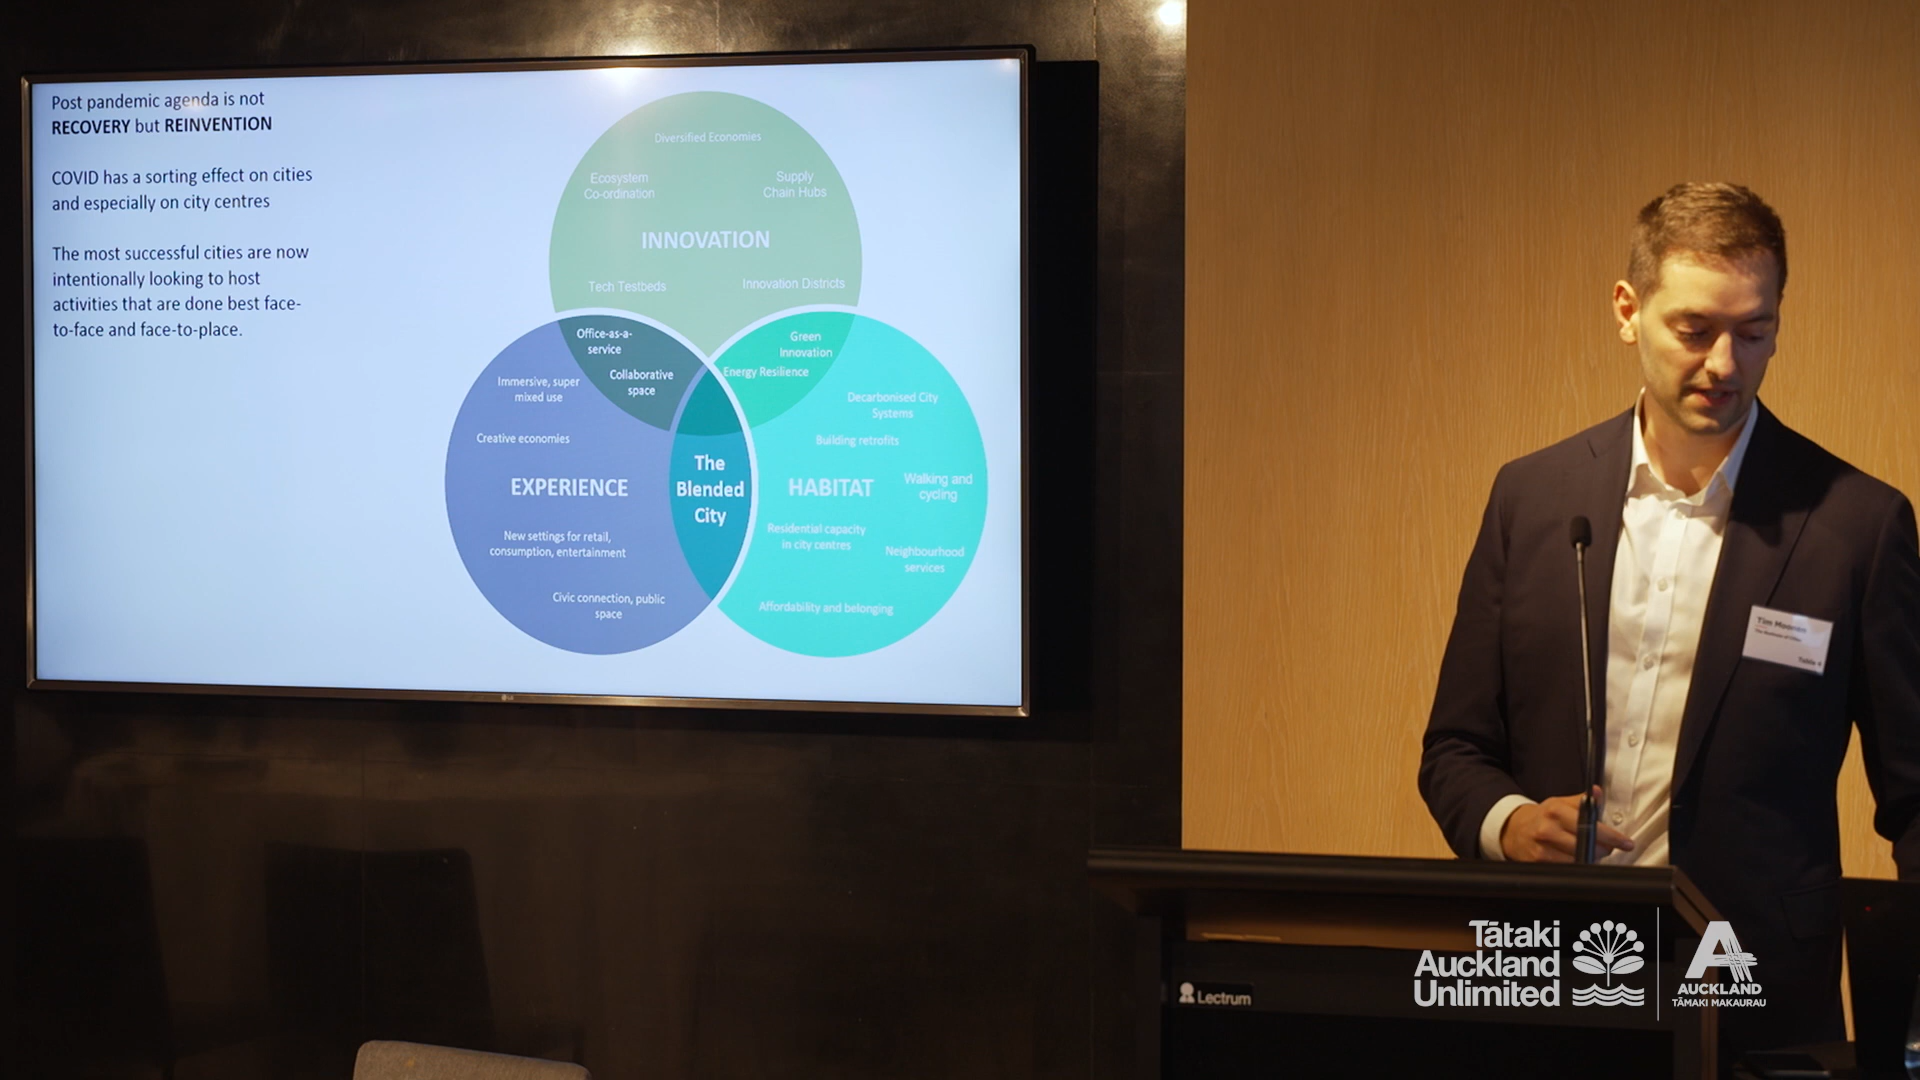 Post pandemic agenda is not
RECOVERY but REINVENTION
COVID has a sorting effect on cities
and especially on city centres
The most successful cities are now
intentionally looking to host
activities that are done best face-
to-face and face-to-place.
Diversified Economies
Ecosystem
Co-ordination
Supply
Chain Hubs
INNOVATION
Tech Testbeds
Innovation Districts
Office-as-a-
service
Collaborative
space
Green
Innovation
Energy Resilience
Immersive, super
mixed use
Creative economies
EXPERIENCE
New settings for retail,
consumption, entertainment
Civic connection, public
space
The
Blended
City
Decarbonised City
Systems
Building retrofits
HABITAT
Walking and
cycling
Residential capacity
in city centres
Neighbourhood
services
Affordability and belonging
LG
Tim Moonen
Table 4
Lectrum
Tātaki
Auckland
Unlimited
AUCKLAND
TĀMAKI MAKAURAU